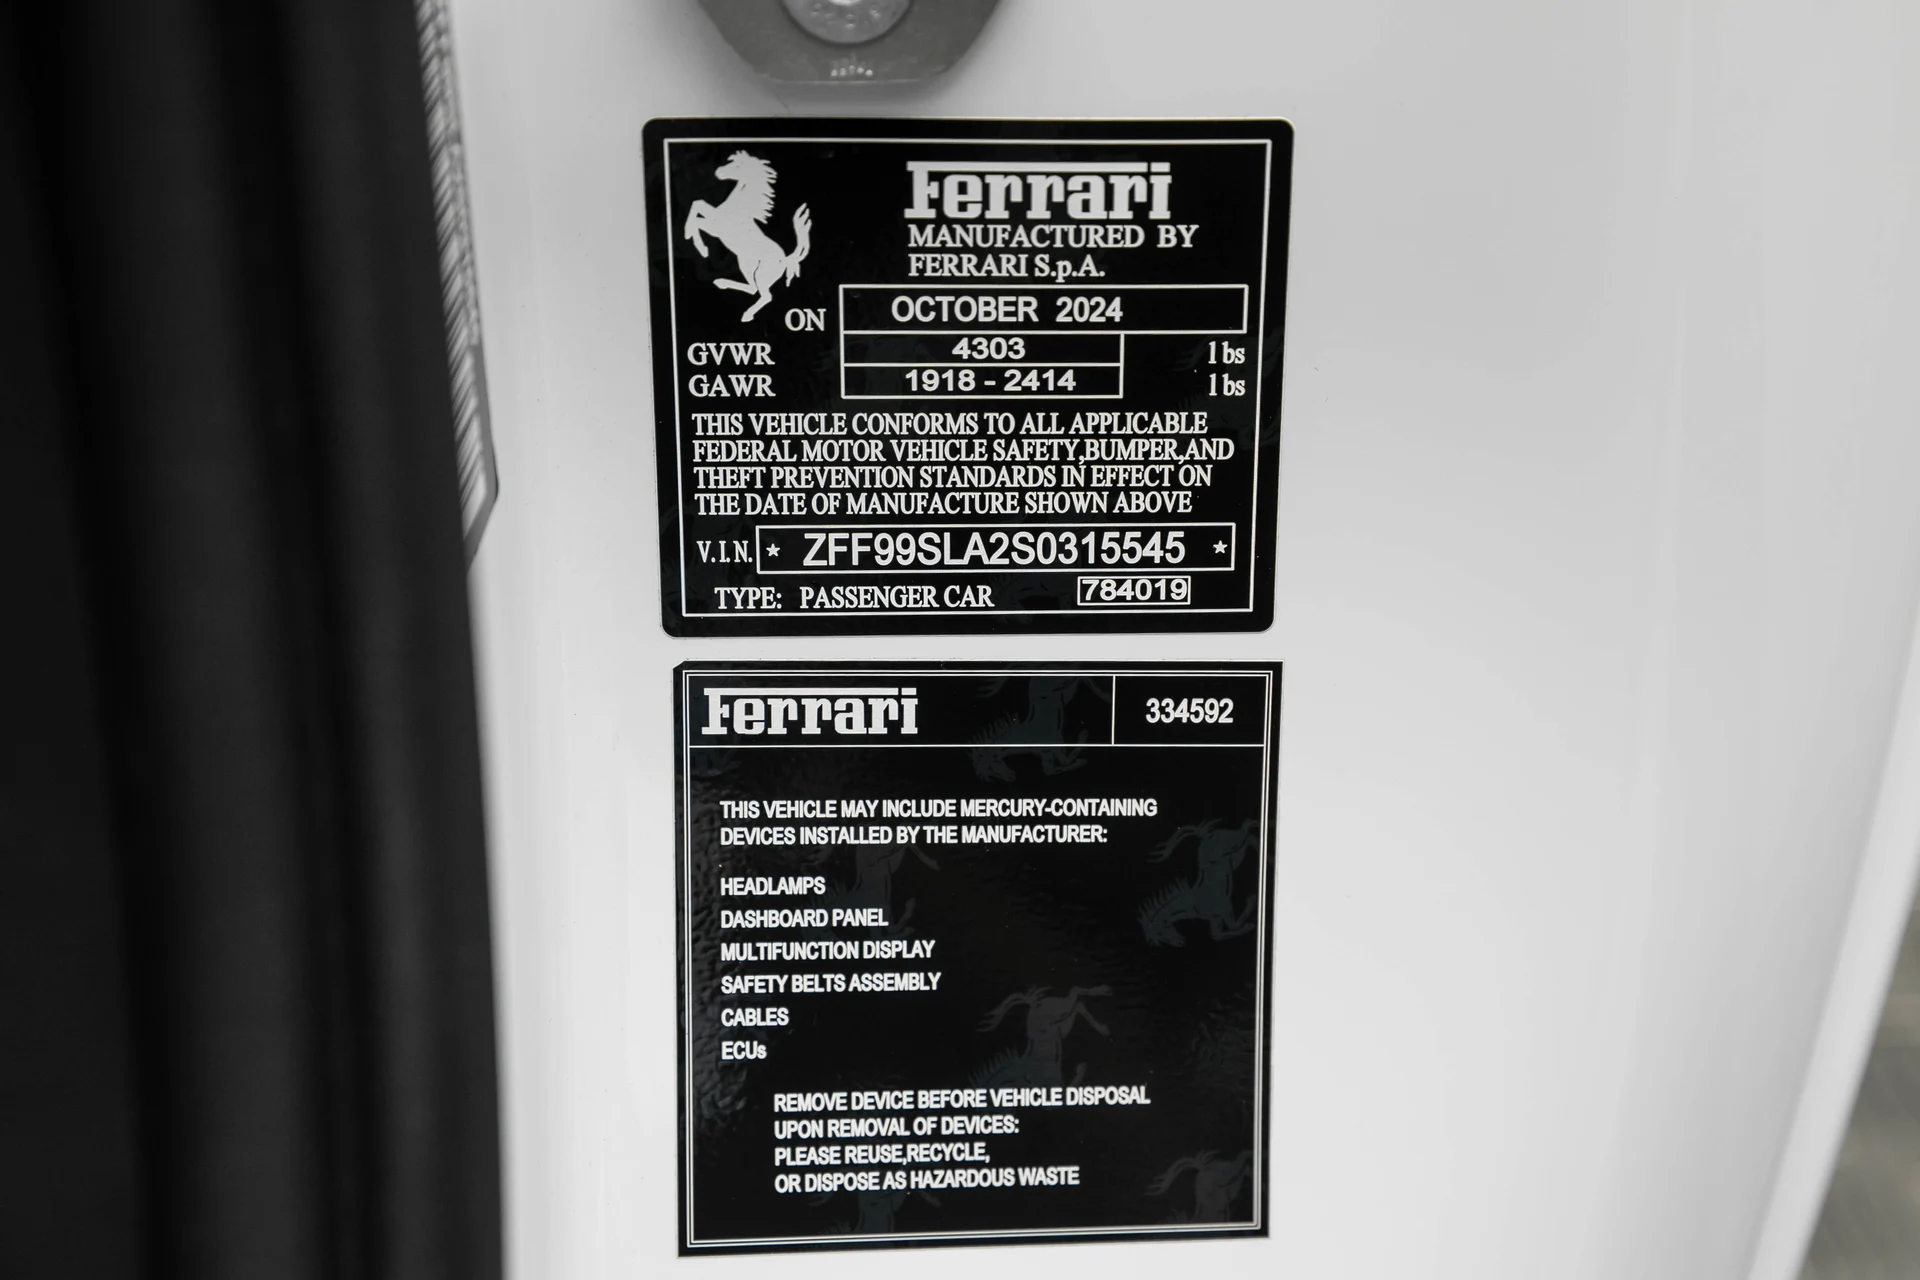 Ferrari
MANUFACTURED BY
FERRARI S.p.A.
ON OCTOBER 2024
GVWR 4303 lbs
GAWR 1918 - 2414 lbs
THIS VEHICLE CONFORMS TO ALL APPLICABLE
FEDERAL MOTOR VEHICLE SAFETY,BUMPER,AND
THEFT PREVENTION STANDARDS IN EFFECT ON
THE DATE OF MANUFACTURE SHOWN ABOVE
V.I.N. * ZFF99SLA2S0315545 *
TYPE: PASSENGER CAR 784019
Ferrari 334592
THIS VEHICLE MAY INCLUDE MERCURY-CONTAINING
DEVICES INSTALLED BY THE MANUFACTURER:
HEADLAMPS
DASHBOARD PANEL
MULTIFUNCTION DISPLAY
SAFETY BELTS ASSEMBLY
CABLES
ECUs
REMOVE DEVICE BEFORE VEHICLE DISPOSAL
UPON REMOVAL OF DEVICES:
PLEASE REUSE,RECYCLE,
OR DISPOSE AS HAZARDOUS WASTE